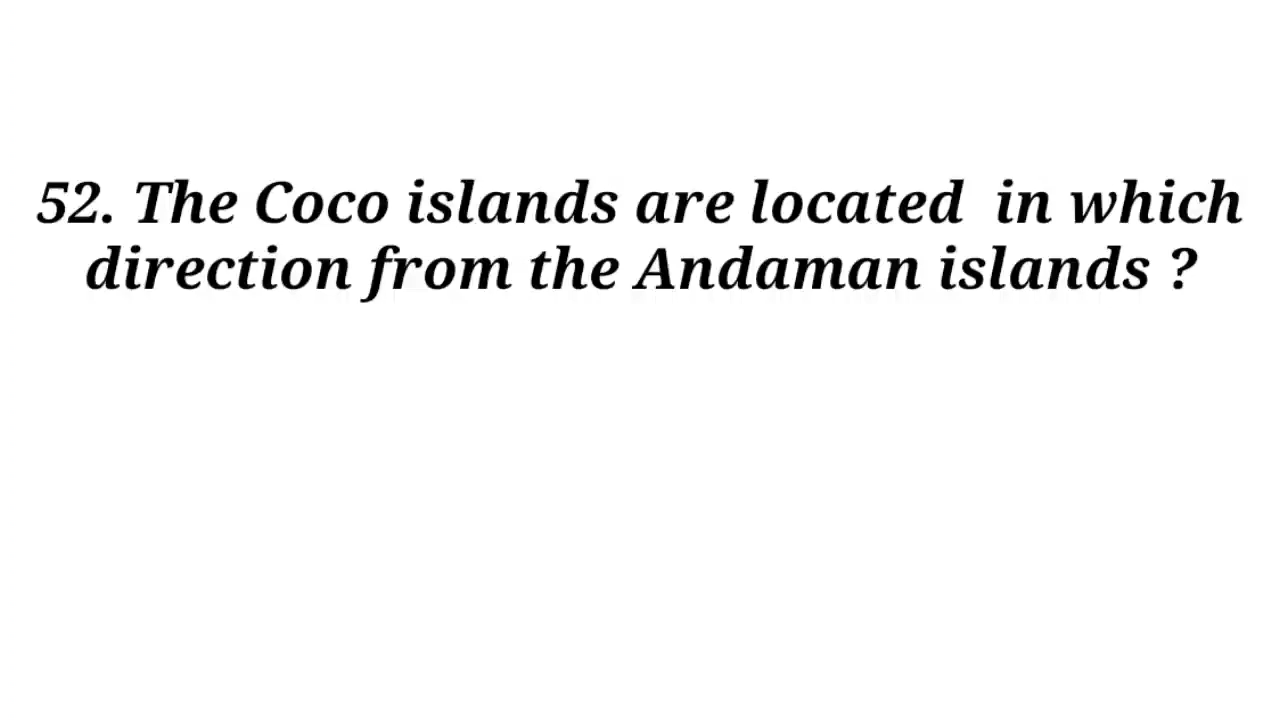 52. The Coco islands are located  in which
direction from the Andaman islands ?